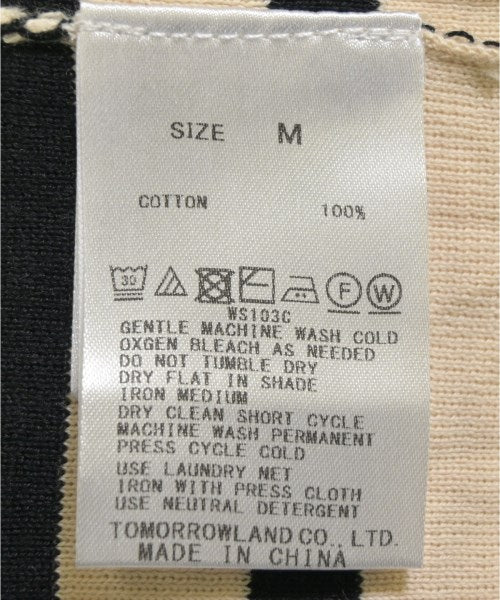 SIZE M
COTTON 100%
30 F W
WS103C
GENTLE MACHINE WASH COLD
OXGEN BLEACH AS NEEDED
DO NOT TUMBLE DRY
DRY FLAT IN SHADE
IRON MEDIUM
DRY CLEAN SHORT CYCLE
MACHINE WASH PERMANENT
PRESS CYCLE COLD
USE LAUNDRY NET
IRON WITH PRESS CLOTH
USE NEUTRAL DETERGENT
TOMORROWLAND CO., LTD.
MADE IN CHINA